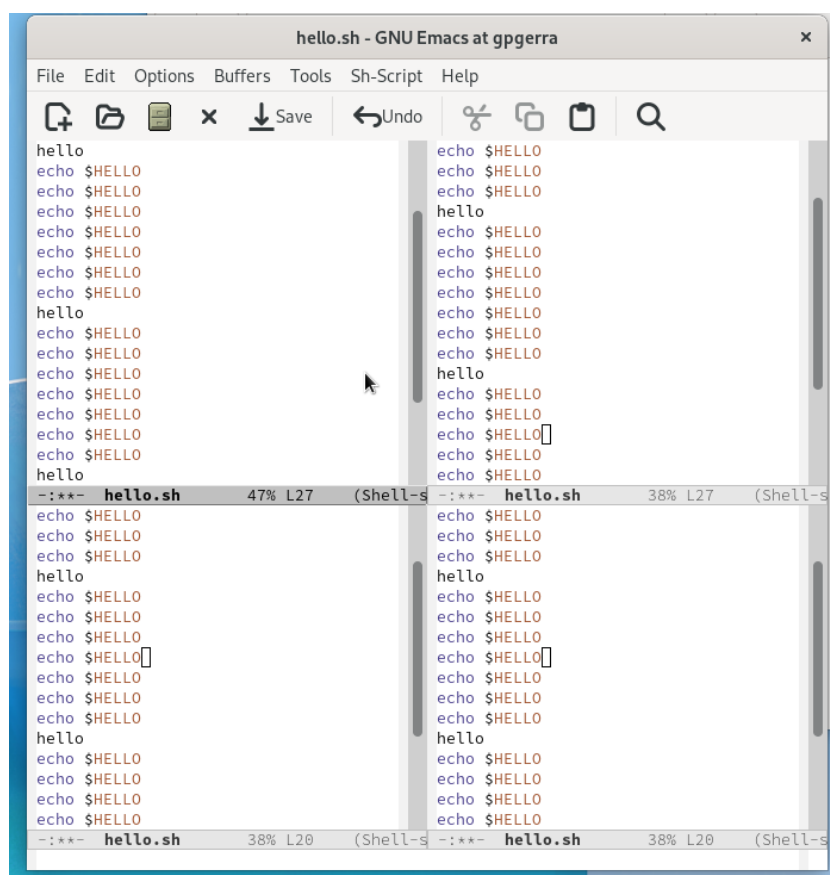 hello.sh - GNU Emacs at gpgerra ×
File Edit Options Buffers Tools Sh-Script Help
Save Undo
hello
echo $HELLO
echo $HELLO
echo $HELLO
echo $HELLO
echo $HELLO
echo $HELLO
echo $HELLO
hello
echo $HELLO
echo $HELLO
echo $HELLO
echo $HELLO
echo $HELLO
echo $HELLO
echo $HELLO
hello
-:**- hello.sh 47% L27 (Shell-s
echo $HELLO
echo $HELLO
echo $HELLO
hello
echo $HELLO
echo $HELLO
echo $HELLO
echo $HELLO
echo $HELLO
echo $HELLO
echo $HELLO
hello
echo $HELLO
echo $HELLO
echo $HELLO
echo $HELLO
-:**- hello.sh 38% L27 (Shell-s
echo $HELLO
echo $HELLO
echo $HELLO
hello
echo $HELLO
echo $HELLO
echo $HELLO
echo $HELLO
echo $HELLO
echo $HELLO
echo $HELLO
hello
echo $HELLO
echo $HELLO
echo $HELLO
echo $HELLO
-:**- hello.sh 38% L20 (Shell-s
echo $HELLO
echo $HELLO
echo $HELLO
hello
echo $HELLO
echo $HELLO
echo $HELLO
echo $HELLO
echo $HELLO
echo $HELLO
echo $HELLO
hello
echo $HELLO
echo $HELLO
echo $HELLO
echo $HELLO
-:**- hello.sh 38% L20 (Shell-s